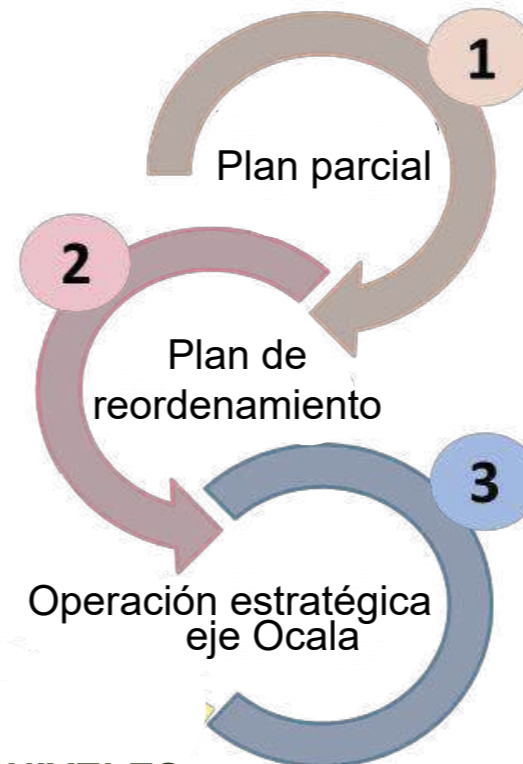 1
Plan parcial
2
Plan de
reordenamiento
3
Operación estratégica
eje Ocala